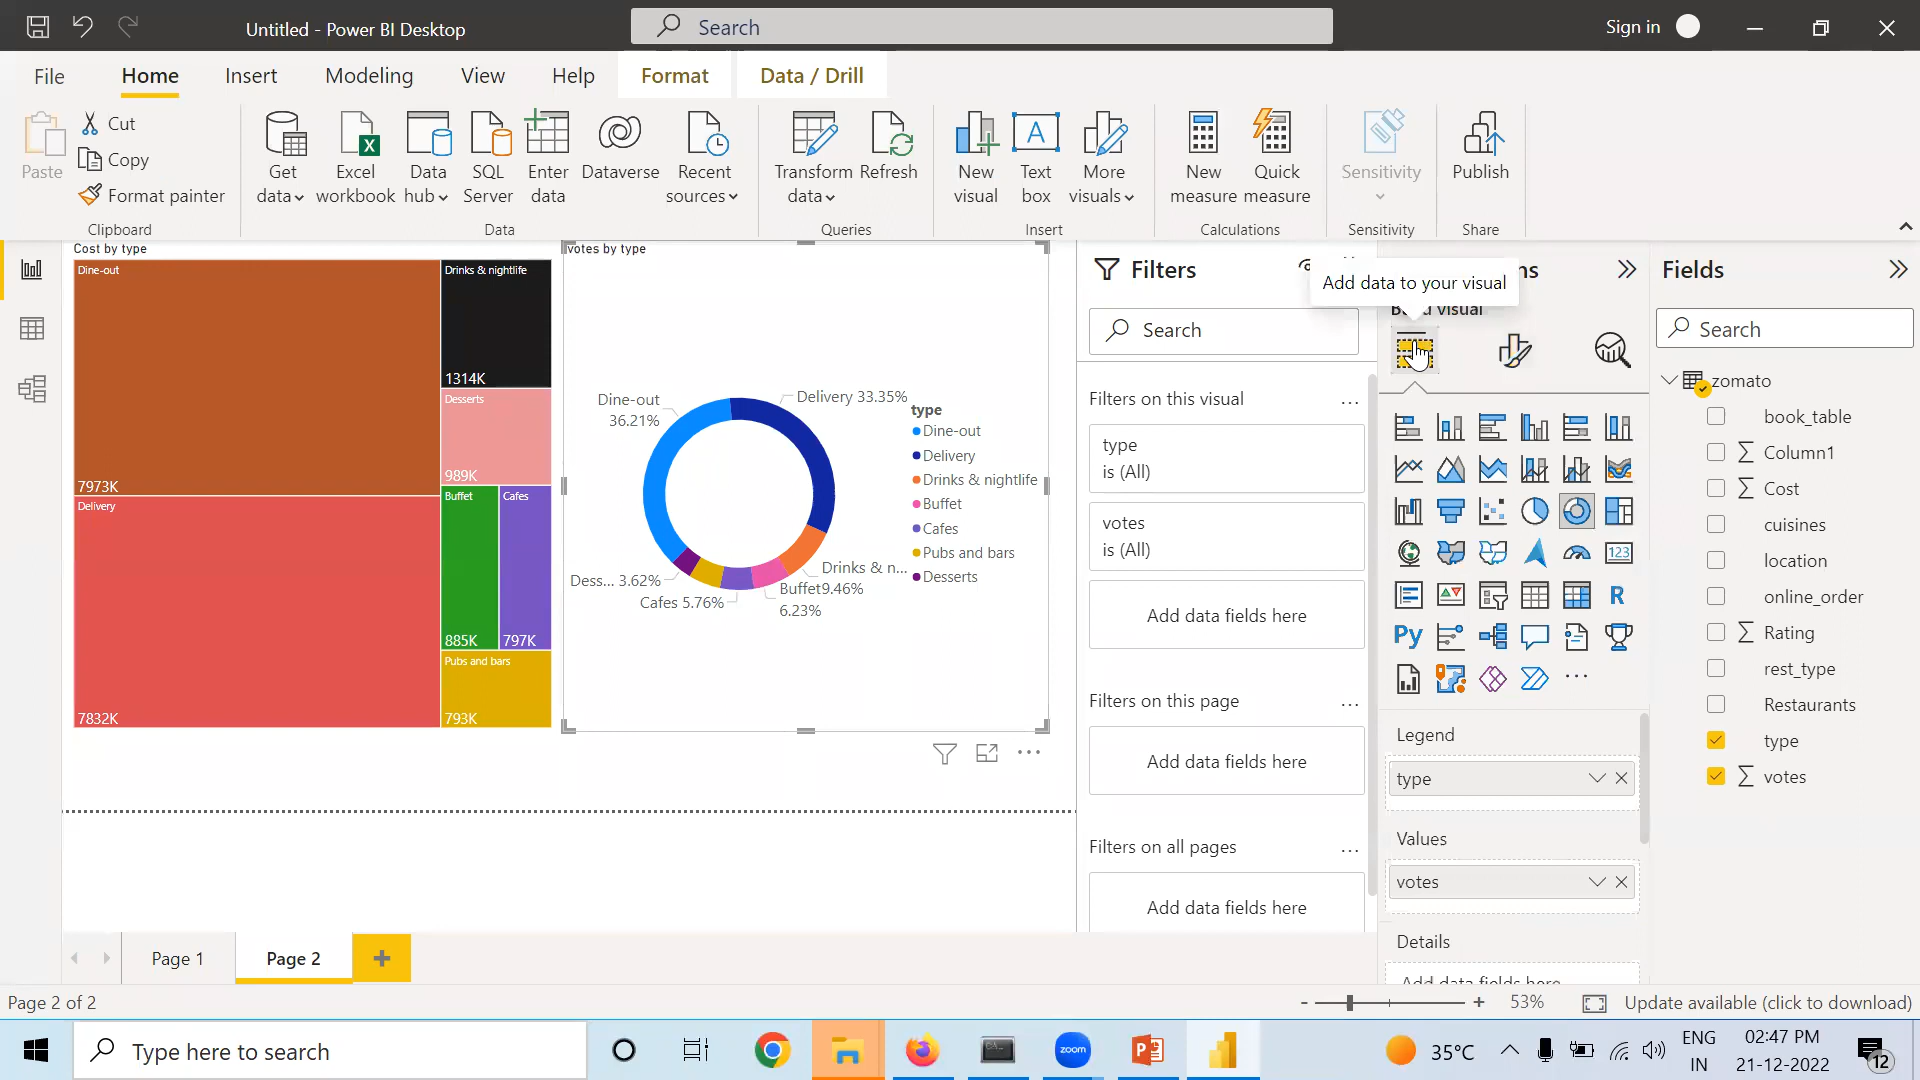 Untitled - Power BI Desktop
Search
Sign in
File
Home
Insert
Modeling
View
Help
Format
Data / Drill
Paste
Cut
Copy
Format painter
Get data
Excel workbook
Data hub
SQL Server
Enter data
Dataverse
Recent sources
Transform data
Refresh
New visual
Text box
More visuals
New measure
Quick measure
Sensitivity
Publish
Clipboard
Data
Queries
Insert
Calculations
Sensitivity
Share
Cost by type
Dine-out
7973K
Delivery
7832K
Drinks & nightlife
1314K
Desserts
989K
Buffet
885K
Cafes
797K
Pubs and bars
793K
votes by type
Dine-out
36.21%
Delivery 33.35%
Dess... 3.62%
Cafes 5.76%
Drinks & n...
9.46%
Buffet
6.23%
type
Dine-out
Delivery
Drinks & nightlife
Buffet
Cafes
Pubs and bars
Desserts
Filters
Search
Filters on this visual
...
type
is (All)
votes
is (All)
Add data fields here
Filters on this page
...
Add data fields here
Filters on all pages
...
Add data fields here
Add data to your visual
R
Py
123
...
Legend
type
Values
votes
Details
Add data fields here
Fields
Search
zomato
book_table
Column1
Cost
cuisines
location
online_order
Rating
rest_type
Restaurants
type
votes
Page 1
Page 2
Page 2 of 2
- + 53%
Update available (click to download)
Type here to search
zoom
35°C
ENG
IN
02:47 PM
21-12-2022
12